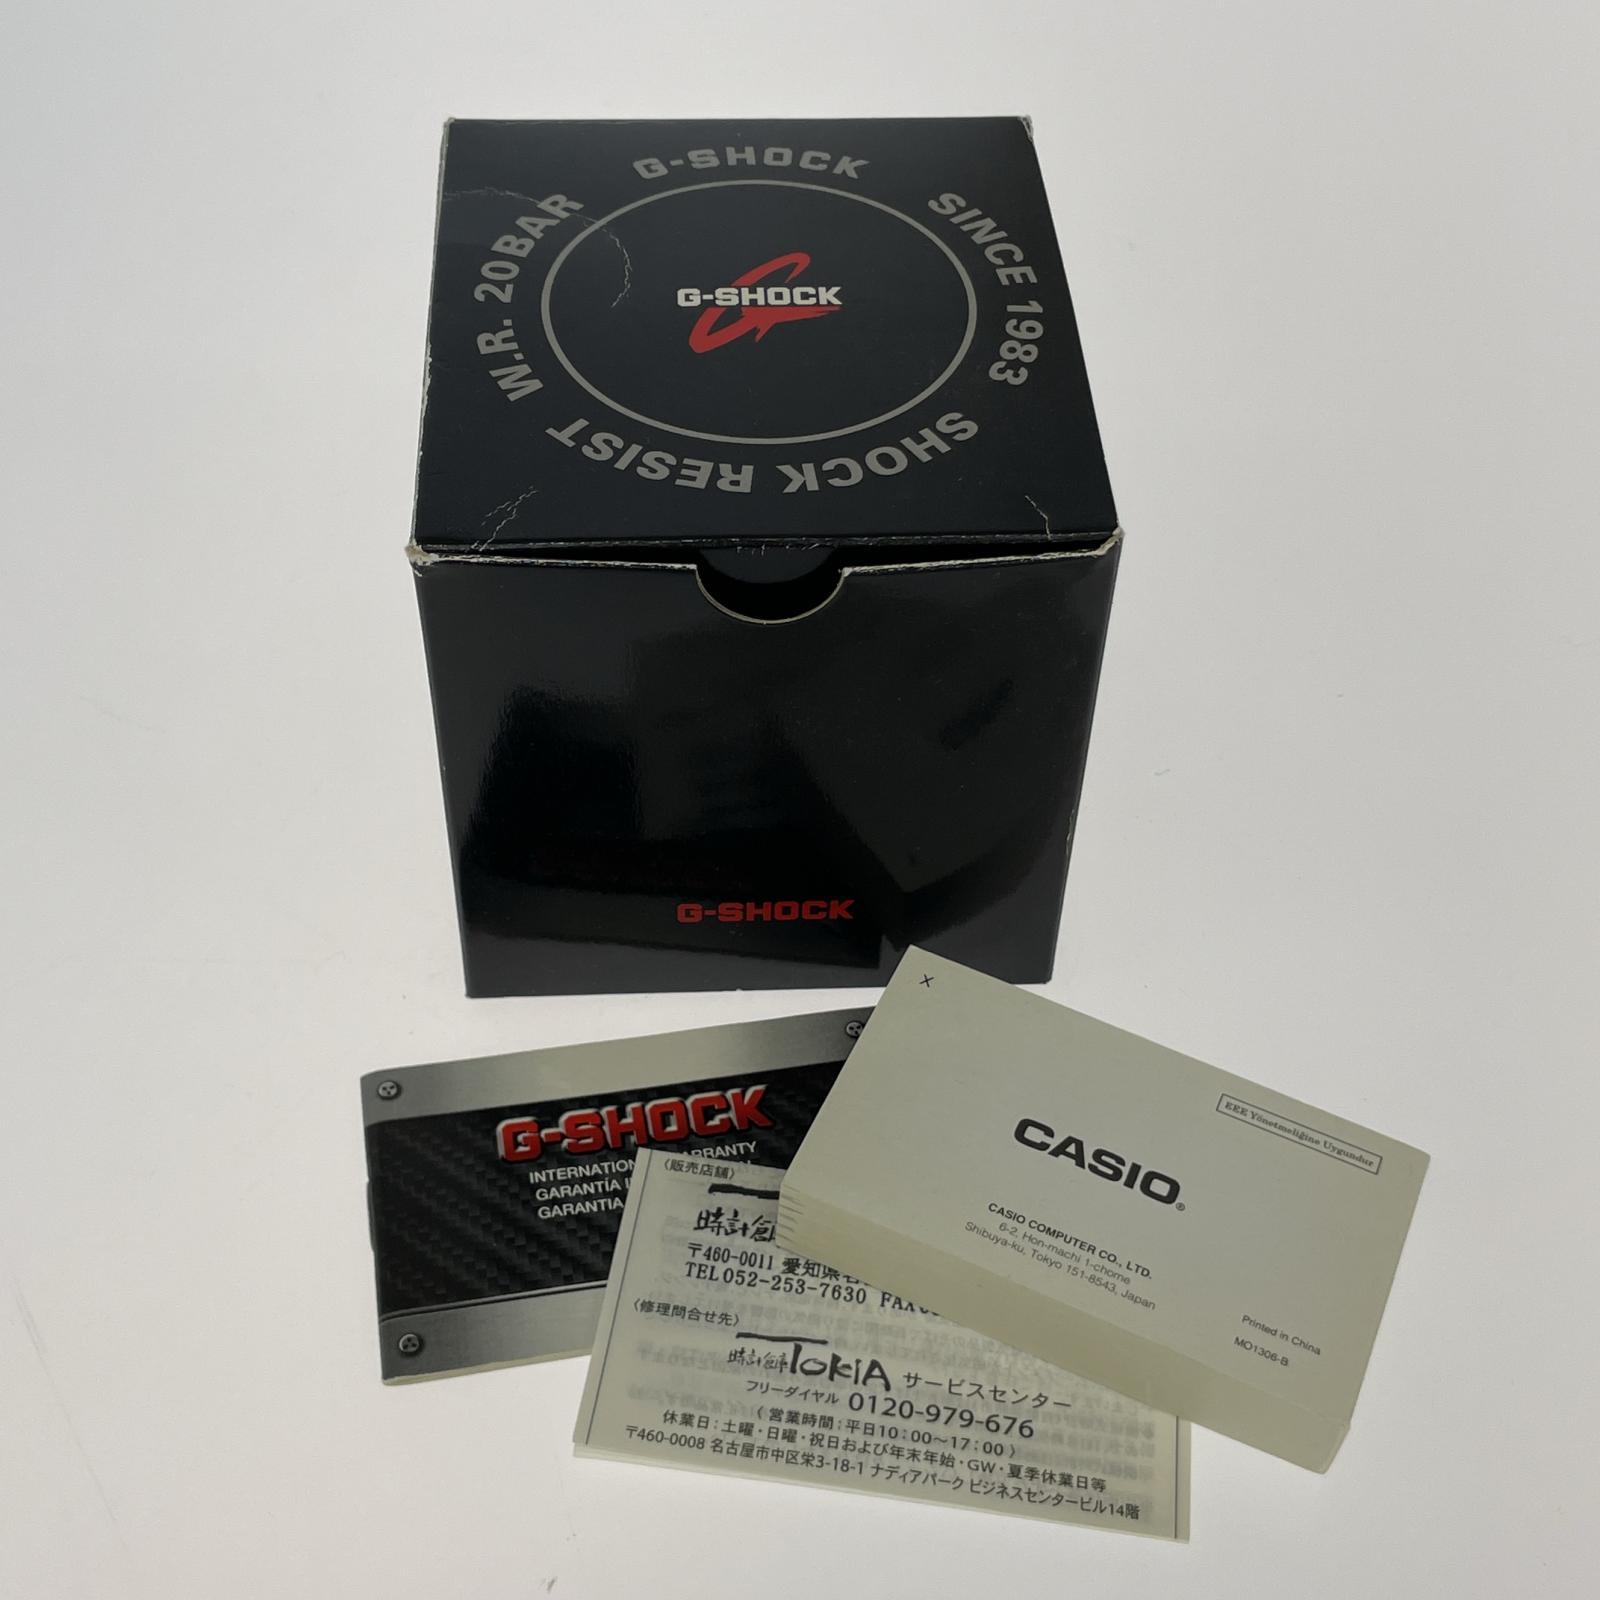 G-SHOCK
SINCE 1983
SHOCK RESIST
W.R. 20BAR
G-SHOCK
G-SHOCK
G-SHOCK
INTERNATION
GARANTÍA
GARANTIA
〈販売店舗〉
時計倉
〒460-0011 愛知県
TEL 052-253-7630 FAX
〈修理問合せ先〉
時計倉庫TOKIA サービスセンター
フリーダイヤル 0120-979-676
〈営業時間:平日10:00～17:00〉
休業日:土曜・日曜・祝日および年末年始・GW・夏季休業日等
〒460-0008 名古屋市中区栄3-18-1 ナディアパーク ビジネスセンタービル14階
X
EEE Yönetmeliğine Uygundur
CASIO®
CASIO COMPUTER CO., LTD.
6-2, Hon-machi 1-chome
Shibuya-ku, Tokyo 151-8543, Japan
Printed in China
MO1306-B